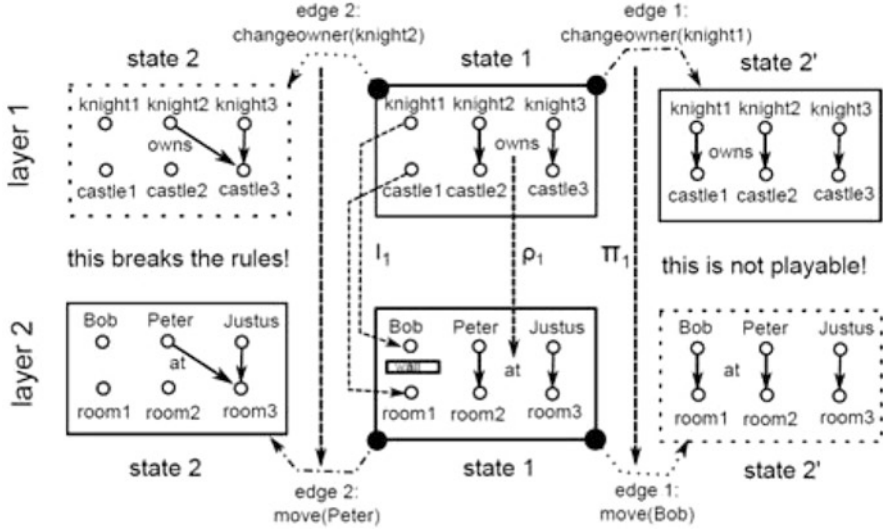 edge 2:
changeowner(knight2)
edge 1:
changeowner(knight1)
state 2
state 1
state 2'
layer 1
knight1 knight2 knight3
owns
castle1 castle2 castle3
knight1 knight2 knight3
owns
castle1 castle2 castle3
knight1 knight2 knight3
owns
castle1 castle2 castle3
this breaks the rules!
I₁
ρ₁
π₁
this is not playable!
layer 2
Bob Peter Justus
at
room1 room2 room3
Bob Peter Justus
wall
at
room1 room2 room3
Bob Peter Justus
at
room1 room2 room3
state 2
state 1
state 2'
edge 2:
move(Peter)
edge 1:
move(Bob)